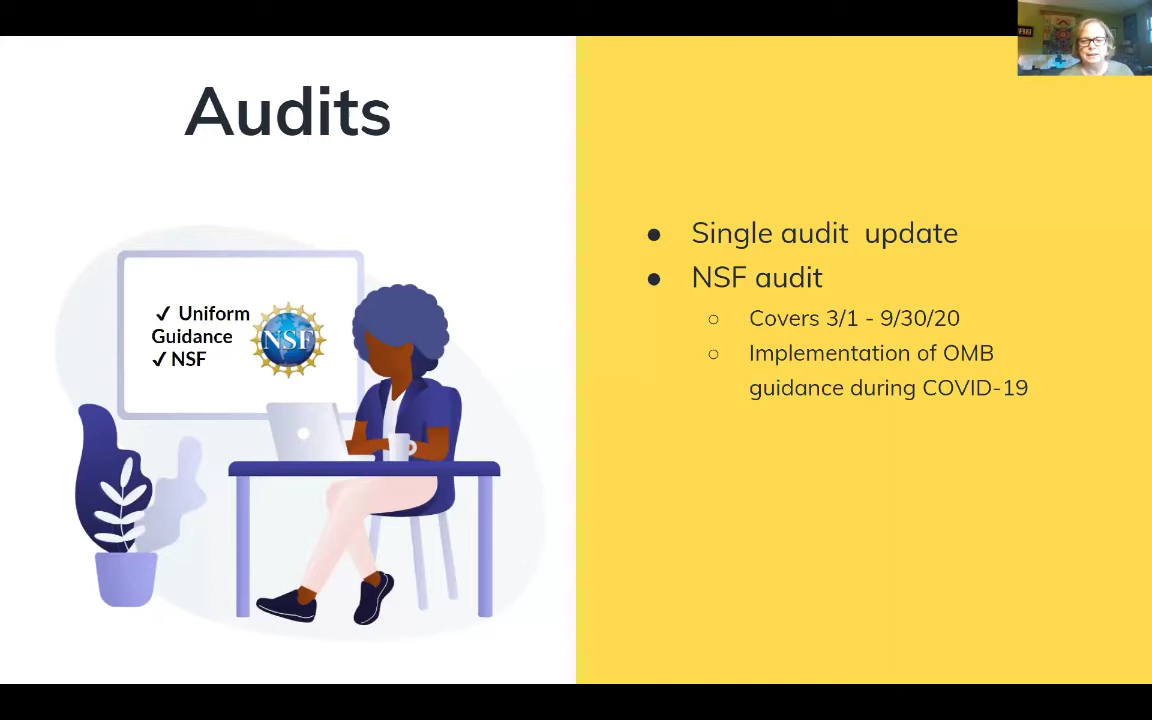 Audits
✓ Uniform
Guidance
✓ NSF
NSF
● Single audit  update
● NSF audit
○ Covers 3/1 - 9/30/20
○ Implementation of OMB
guidance during COVID-19